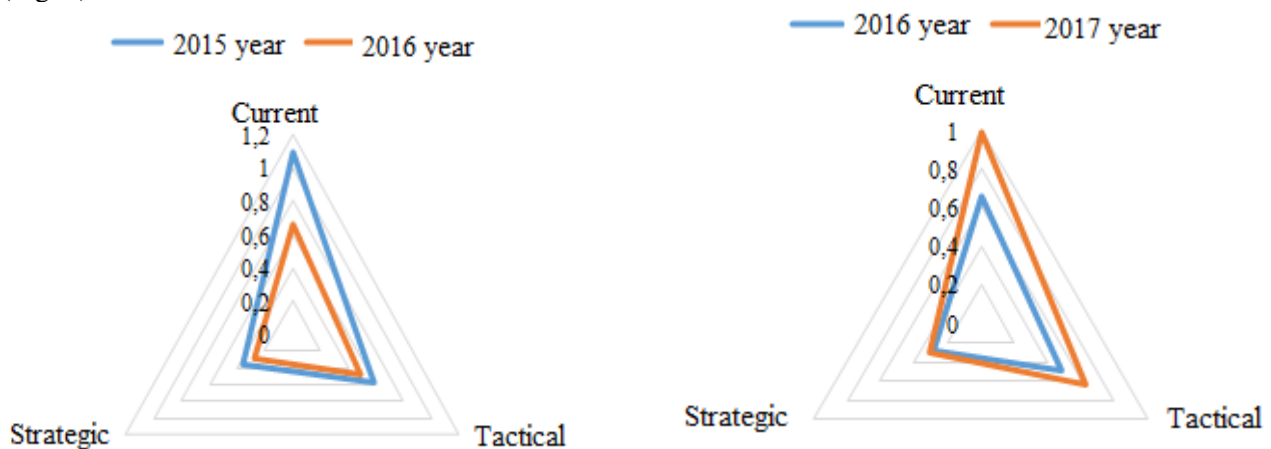 2015 year 2016 year
Current
1,2
1
0,8
0,6
0,4
0,2
0
Strategic Tactical
2016 year 2017 year
Current
1
0,8
0,6
0,4
0,2
0
Strategic Tactical